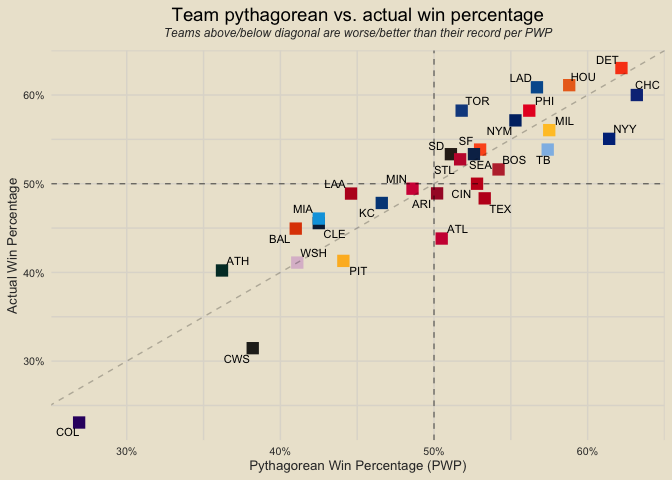 Team pythagorean vs. actual win percentage
Teams above/below diagonal are worse/better than their record per PWP
DET
LAD
HOU
CHC
60%
TOR
PHI
NYM
MIL
NYY
SD
SF
STL
SEA
BOS
TB
50%
LAA
MIN
ARI
CIN
TEX
MIA
KC
BAL
CLE
ATL
ATH
WSH
PIT
40%
CWS
30%
COL
30%
40%
50%
60%
Actual Win Percentage
Pythagorean Win Percentage (PWP)